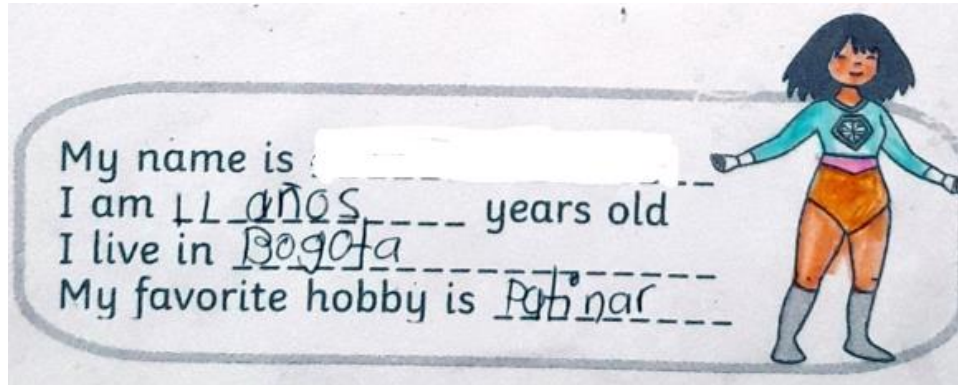 My name is
I am 11 años years old
I live in Bogota
My favorite hobby is Patinar